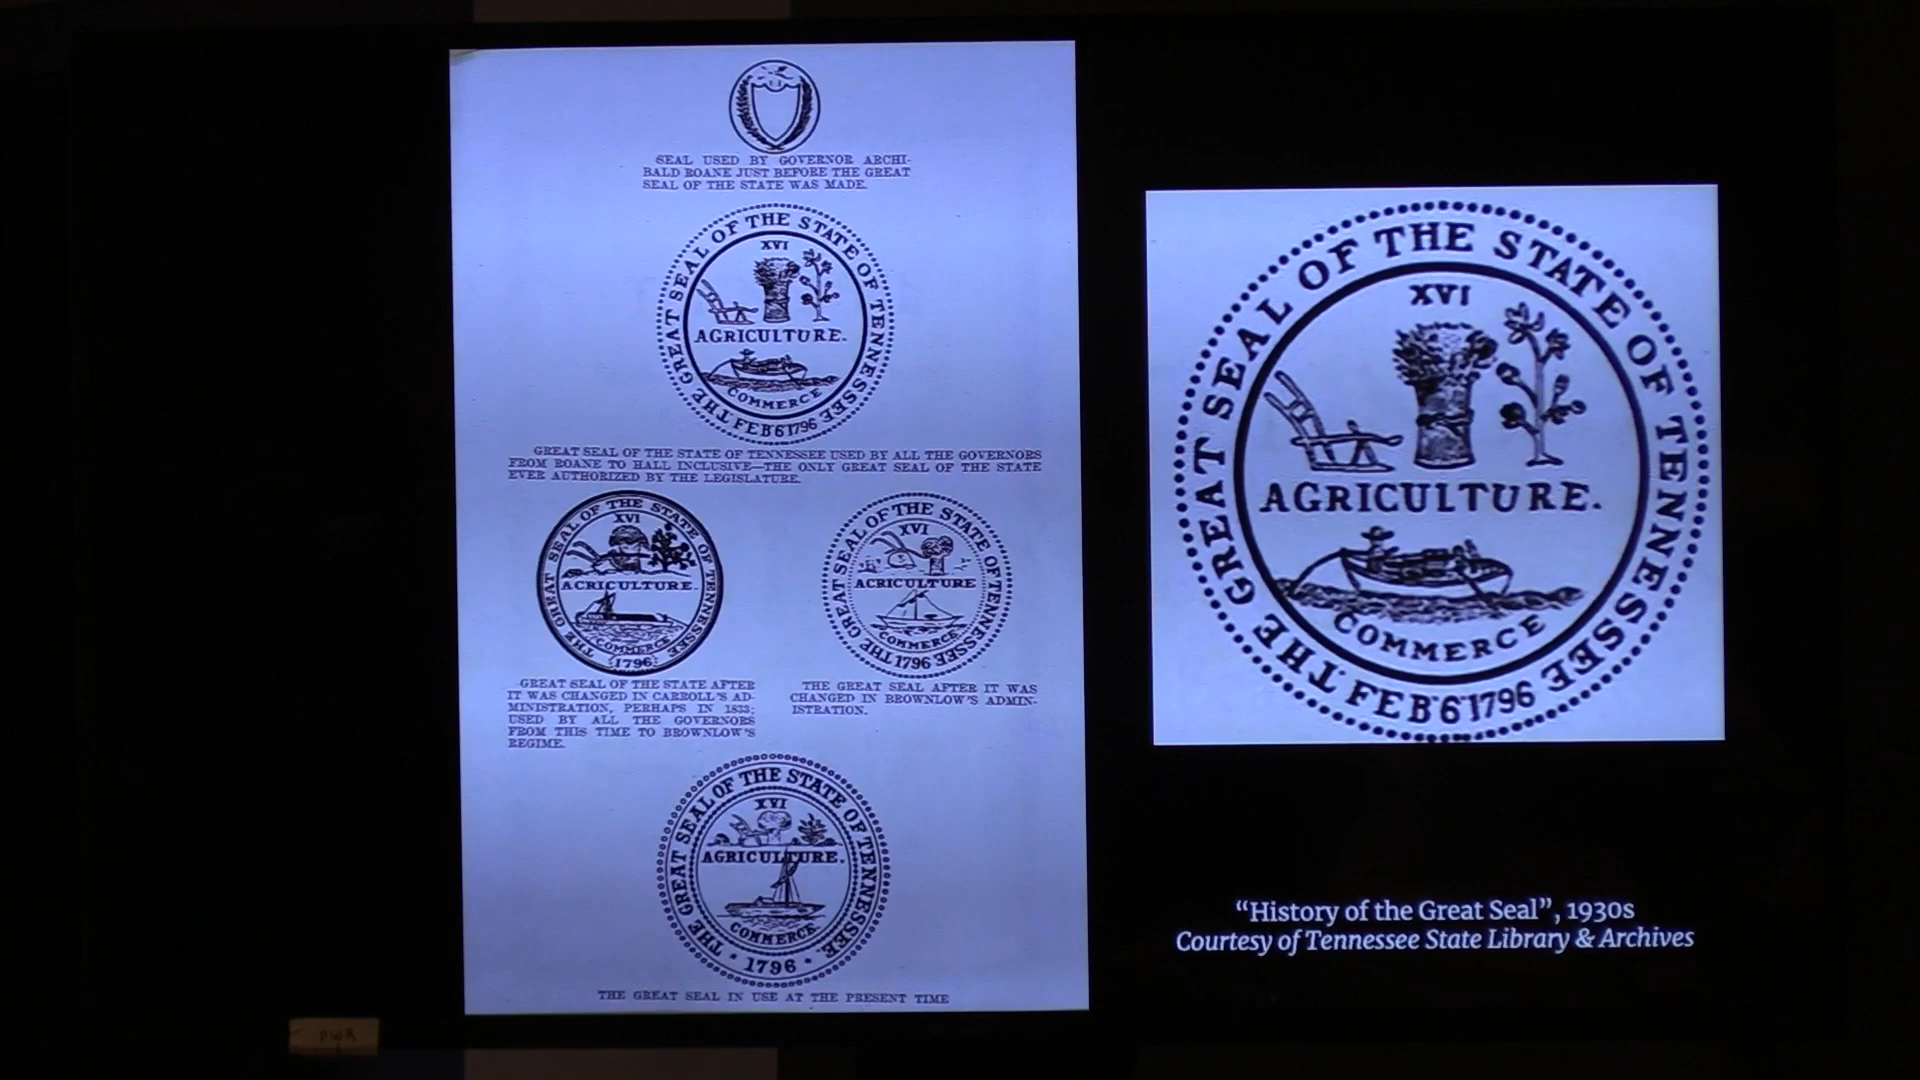 SEAL USED BY GOVERNOR ARCHI-
BALD ROANE JUST BEFORE THE GREAT
SEAL OF THE STATE WAS MADE.
THE GREAT SEAL OF THE STATE OF TENNESSEE
XVI
AGRICULTURE.
COMMERCE
FEB 6 1796
GREAT SEAL OF THE STATE OF TENNESSEE USED BY ALL THE GOVERNORS
FROM ROANE TO HALL INCLUSIVE—THE ONLY GREAT SEAL OF THE STATE
EVER AUTHORIZED BY THE LEGISLATURE.
THE GREAT SEAL OF THE STATE OF TENNESSEE
XVI
AGRICULTURE.
COMMERCE
1796
GREAT SEAL OF THE STATE AFTER
IT WAS CHANGED IN CARROLL'S AD-
MINISTRATION, PERHAPS IN 1833;
USED BY ALL THE GOVERNORS
FROM THIS TIME TO BROWNLOW'S
REGIME.
THE GREAT SEAL OF THE STATE OF TENNESSEE
XVI
AGRICULTURE
COMMERCE
1796
THE GREAT SEAL AFTER IT WAS
CHANGED IN BROWNLOW'S ADMIN-
ISTRATION.
THE GREAT SEAL OF THE STATE OF TENNESSEE
XVI
AGRICULTURE.
COMMERCE
1796
THE GREAT SEAL IN USE AT THE PRESENT TIME
THE GREAT SEAL OF THE STATE OF TENNESSEE
XVI
AGRICULTURE.
COMMERCE
FEB 6 1796
“History of the Great Seal”, 1930s
Courtesy of Tennessee State Library & Archives
PWR